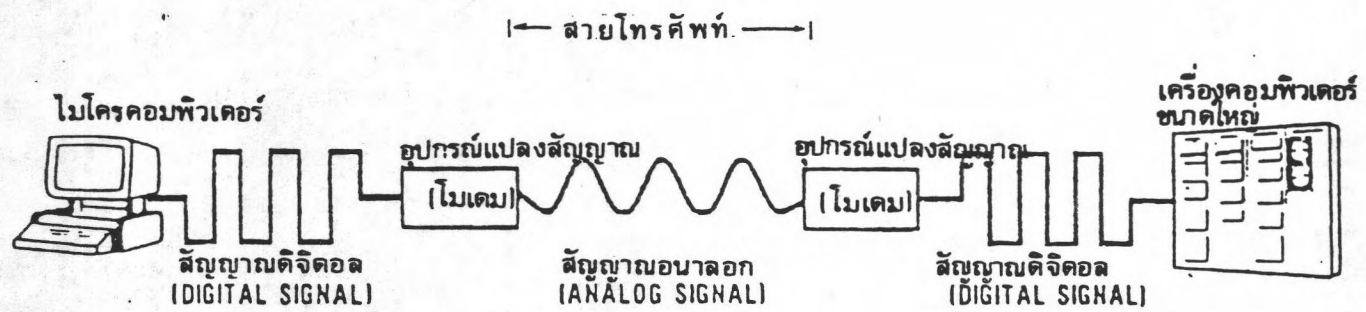 สายโทรศัพท์
ไมโครคอมพิวเตอร์
เครื่องคอมพิวเตอร์
ขนาดใหญ่
อุปกรณ์แปลงสัญญาณ
อุปกรณ์แปลงสัญญาณ
(โมเดม)
(โมเดม)
สัญญาณดิจิตอล
(DIGITAL SIGNAL)
สัญญาณอนาลอก
(ANALOG SIGNAL)
สัญญาณดิจิตอล
(DIGITAL SIGNAL)